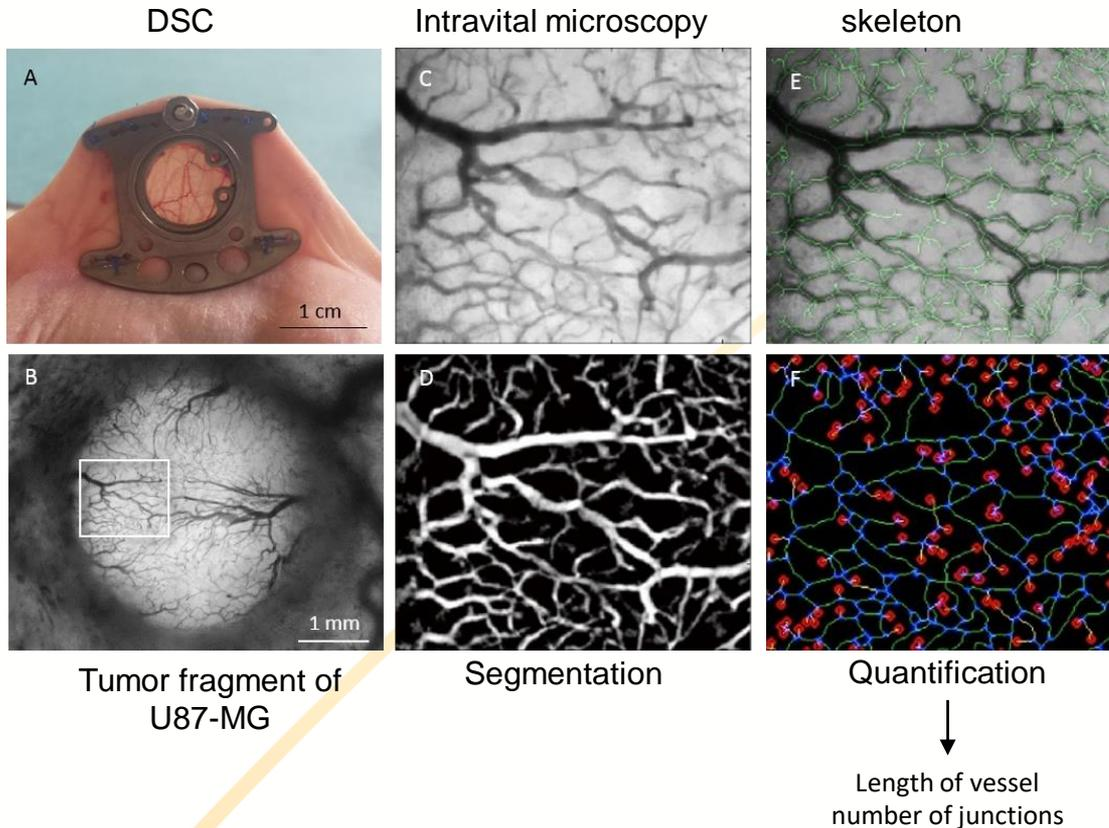 DSC
Intravital microscopy
skeleton
A
C
E
1 cm
B
D
F
1 mm
Tumor fragment of
U87-MG
Segmentation
Quantification
Length of vessel
number of junctions